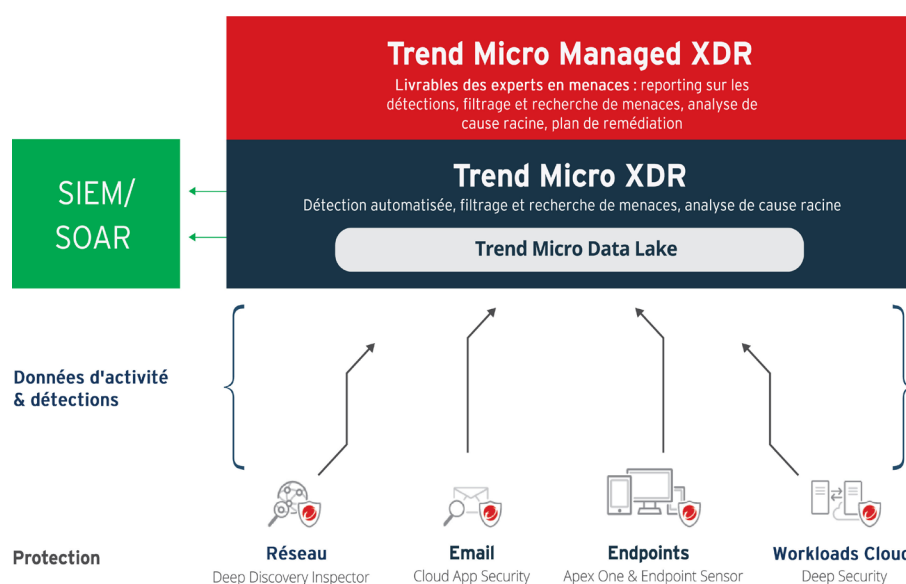 Trend Micro Managed XDR
Livrables des experts en menaces : reporting sur les
détections, filtrage et recherche de menaces, analyse de
cause racine, plan de remédiation
SIEM/
SOAR
Trend Micro XDR
Détection automatisée, filtrage et recherche de menaces, analyse de cause racine
Trend Micro Data Lake
Données d'activité
& détections
Protection
Réseau
Deep Discovery Inspector
Email
Cloud App Security
Endpoints
Apex One & Endpoint Sensor
Workloads Cloud
Deep Security